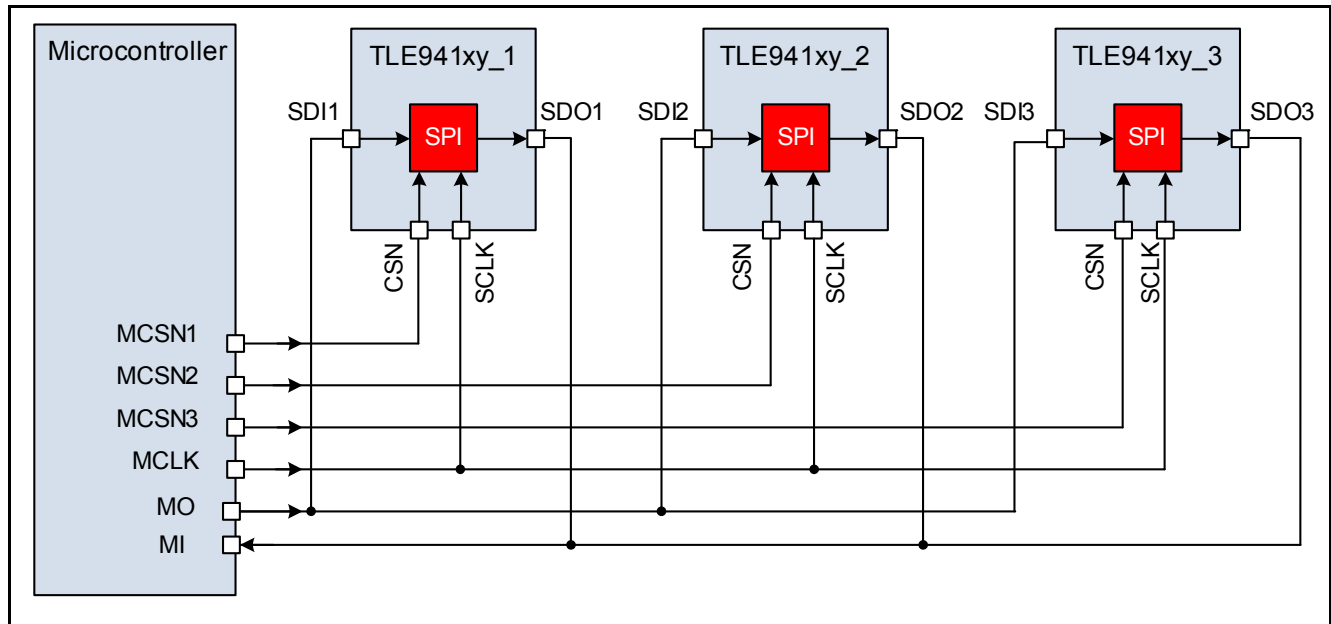 Microcontroller
TLE941xy_1
TLE941xy_2
TLE941xy_3
SDI1
SPI
SDO1
SDI2
SPI
SDO2
SDI3
SPI
SDO3
CSN
SCLK
CSN
SCLK
CSN
SCLK
MCSN1
MCSN2
MCSN3
MCLK
MO
MI